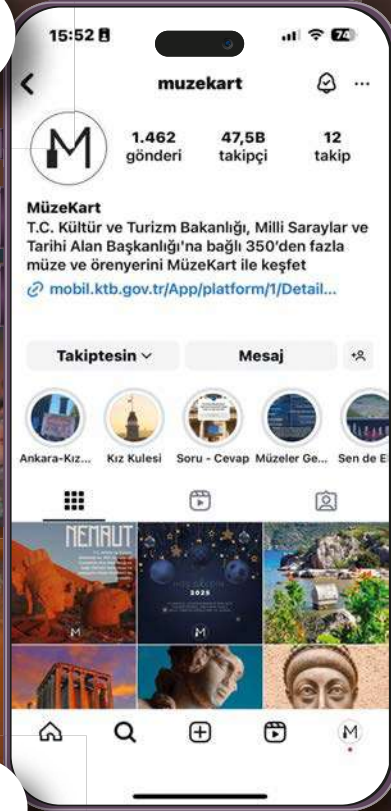 15:52
74
muzekart
1.462
47,5B
12
gönderi
takipçi
takip
MüzeKart
T.C. Kültür ve Turizm Bakanlığı, Milli Saraylar ve
Tarihi Alan Başkanlığı'na bağlı 350'den fazla
müze ve örenyerini MüzeKart ile keşfet
mobil.ktb.gov.tr/App/platform/1/Detail...
Takiptesin
Mesaj
Ankara-Kız...
Kız Kulesi
Soru - Cevap
Müzeler Ge...
Sen de E
NEMRUT
HOŞ GELDİN
2025
M
M
M